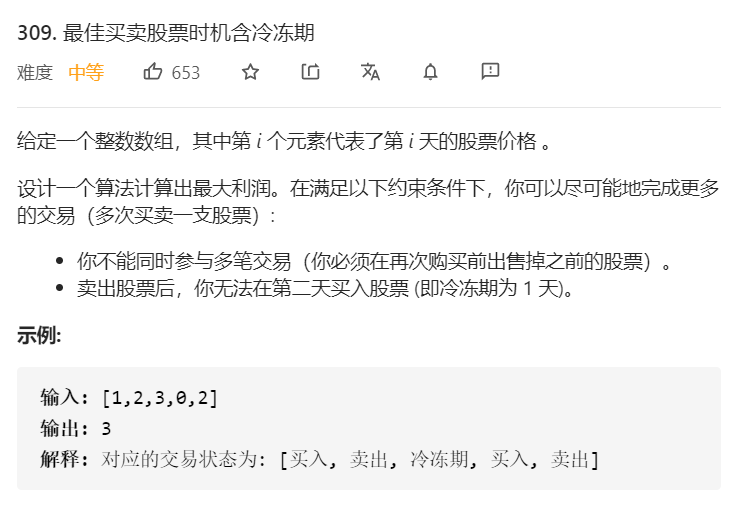 309. 最佳买卖股票时机含冷冻期
难度 中等 653
给定一个整数数组，其中第 i 个元素代表了第 i 天的股票价格 。
设计一个算法计算出最大利润。在满足以下约束条件下，你可以尽可能地完成更多
的交易（多次买卖一支股票）:
• 你不能同时参与多笔交易（你必须在再次购买前出售掉之前的股票）。
• 卖出股票后，你无法在第二天买入股票 (即冷冻期为 1 天)。
示例:
输入: [1,2,3,0,2]
输出: 3
解释: 对应的交易状态为: [买入, 卖出, 冷冻期, 买入, 卖出]